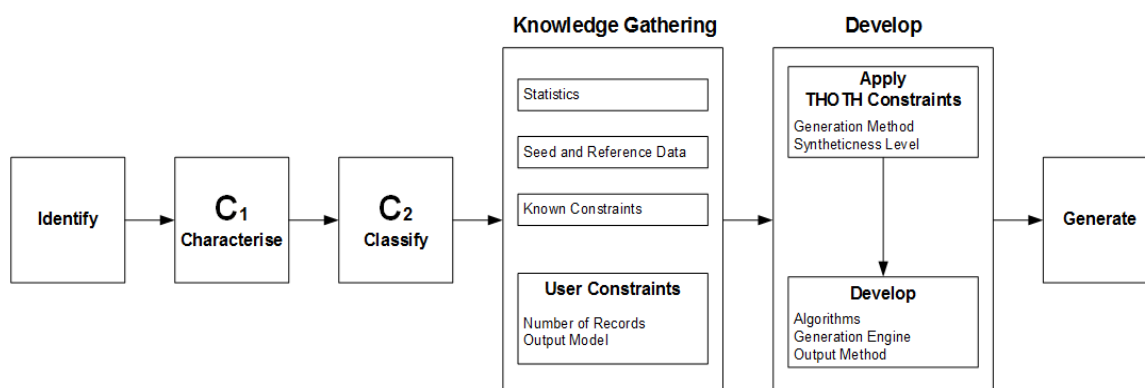 Identify
C1
Characterise
C2
Classify
Knowledge Gathering
Statistics
Seed and Reference Data
Known Constraints
User Constraints
Number of Records
Output Model
Develop
Apply
THOTH Constraints
Generation Method
Syntheticness Level
Develop
Algorithms
Generation Engine
Output Method
Generate